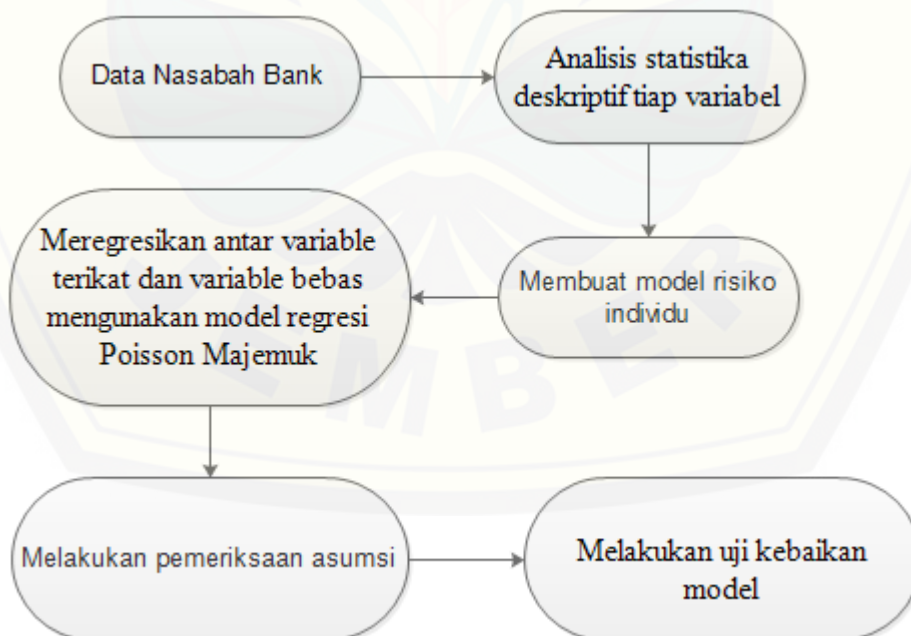 Data Nasabah Bank
Analisis statistika
deskriptif tiap variabel
Membuat model risiko
individu
Meregresikan antar variable
terikat dan variable bebas
mengunakan model regresi
Poisson Majemuk
Melakukan pemeriksaan asumsi
Melakukan uji kebaikan
model